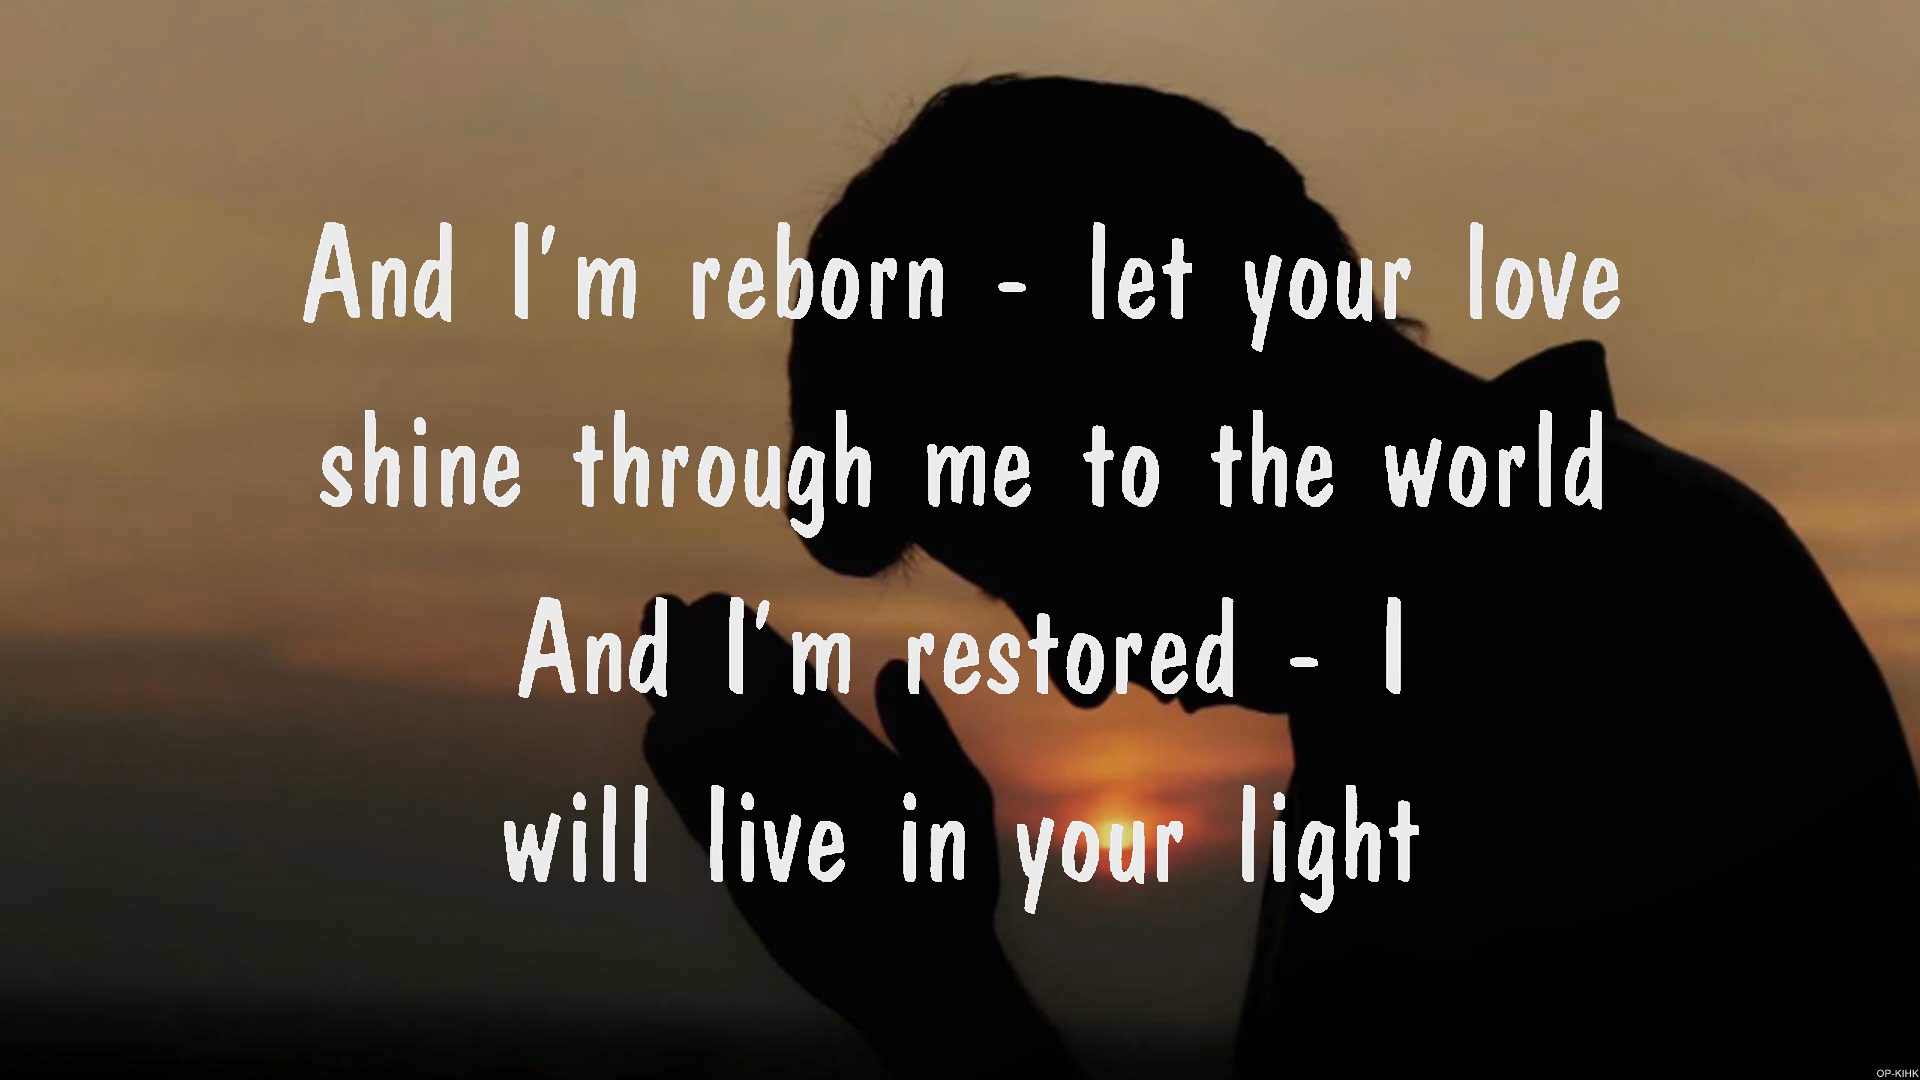 And I'm reborn - let your love
shine through me to the world
And I'm restored - I
will live in your light
OP-KIHK